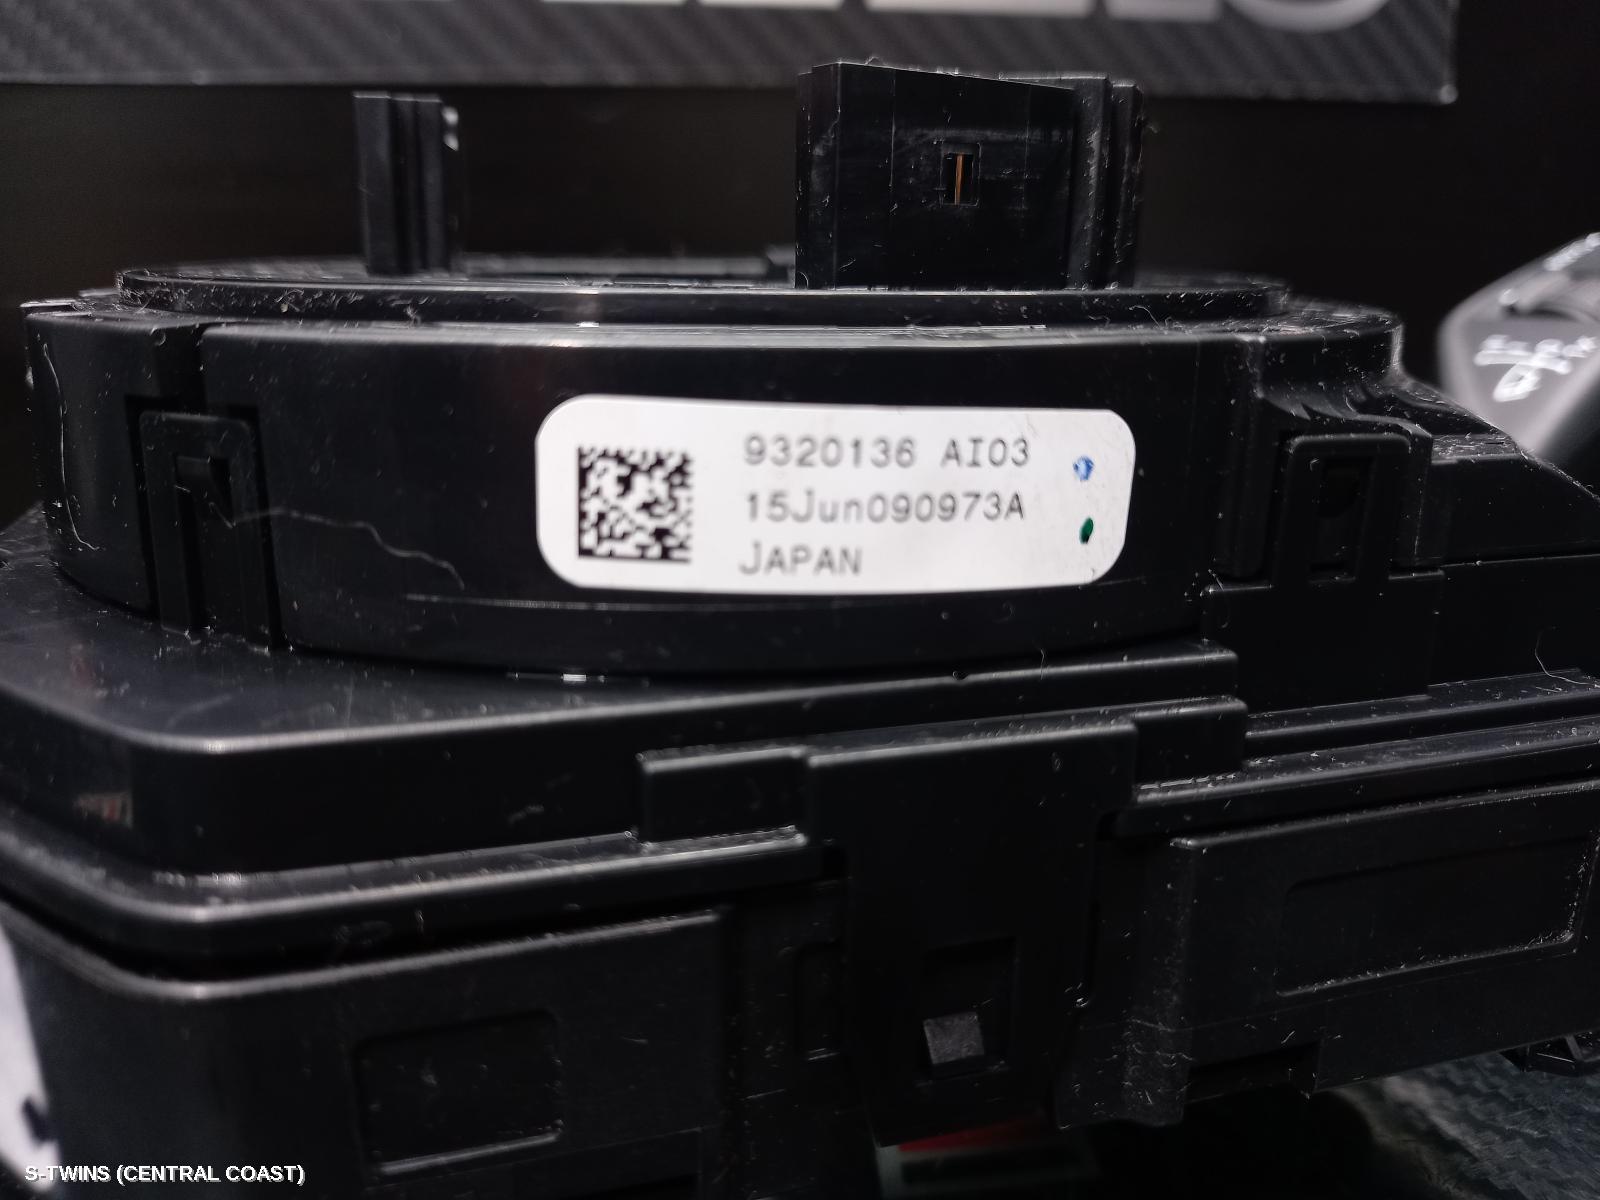 9320136 AI03
15Jun090973A
JAPAN
S-TWINS (CENTRAL COAST)